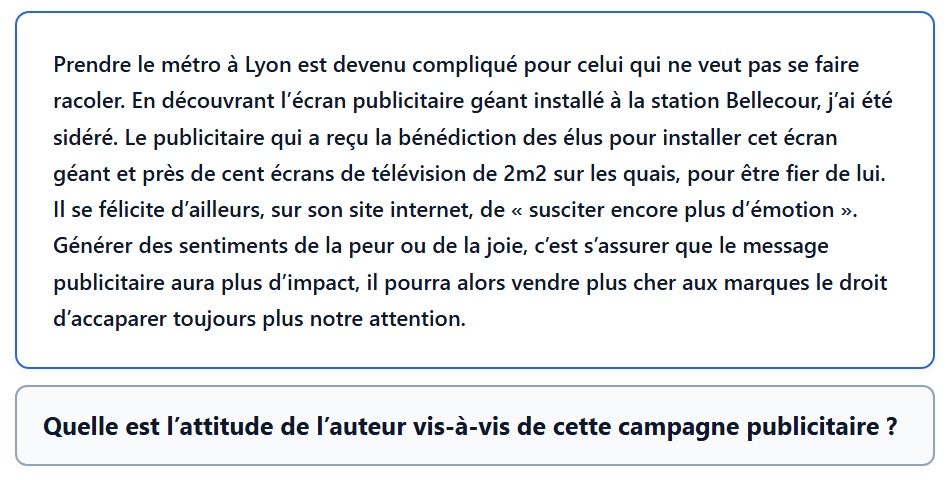 Prendre le métro à Lyon est devenu compliqué pour celui qui ne veut pas se faire
racoler. En découvrant l’écran publicitaire géant installé à la station Bellecour, j’ai été
sidéré. Le publicitaire qui a reçu la bénédiction des élus pour installer cet écran
géant et près de cent écrans de télévision de 2m2 sur les quais, pour être fier de lui.
Il se félicite d’ailleurs, sur son site internet, de « susciter encore plus d’émotion ».
Générer des sentiments de la peur ou de la joie, c’est s’assurer que le message
publicitaire aura plus d’impact, il pourra alors vendre plus cher aux marques le droit
d’accaparer toujours plus notre attention.
Quelle est l’attitude de l’auteur vis-à-vis de cette campagne publicitaire ?